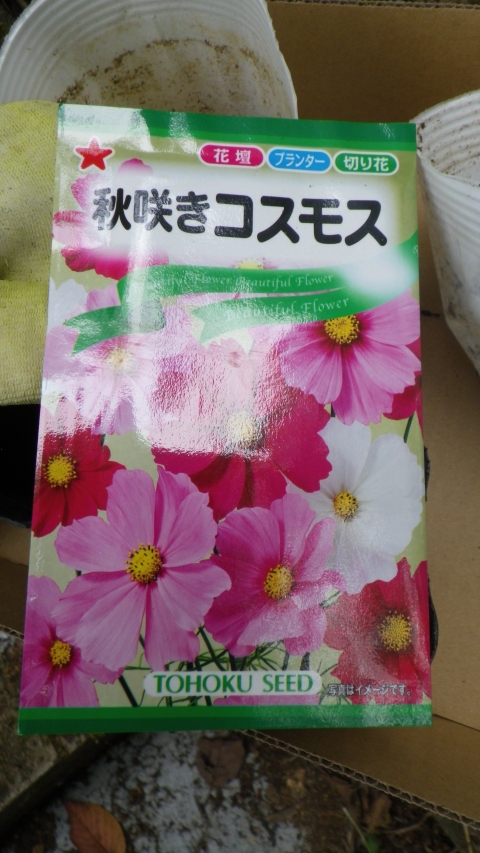 花壇 プランター 切り花
秋咲きコスモス
Flower Beautiful Flower
Beautiful Flower
TOHOKU SEED
写真はイメージです。